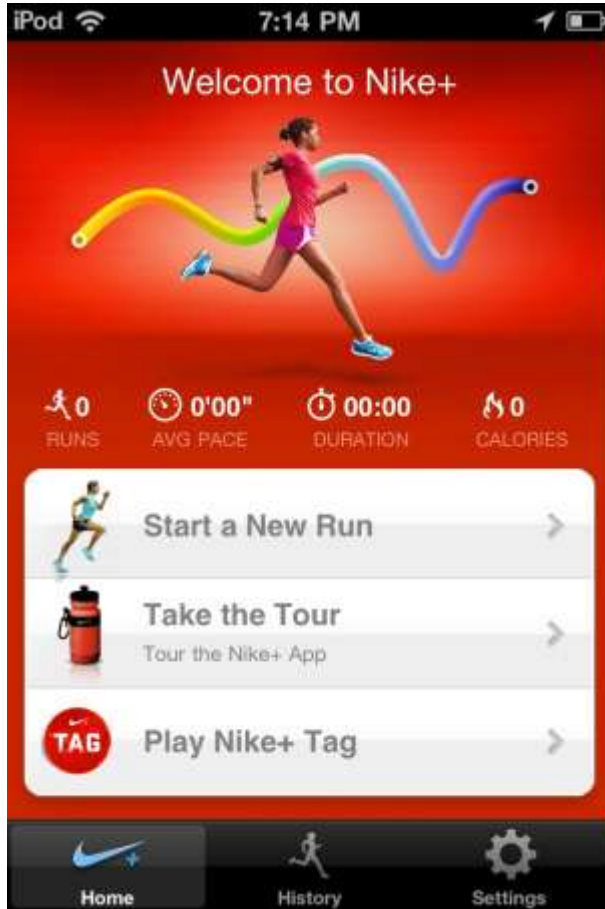 iPod 7:14 PM
Welcome to Nike+
0 0'00" 00:00 0
RUNS AVG PACE DURATION CALORIES
Start a New Run
Take the Tour
Tour the Nike+ App
TAG Play Nike+ Tag
Home History Settings